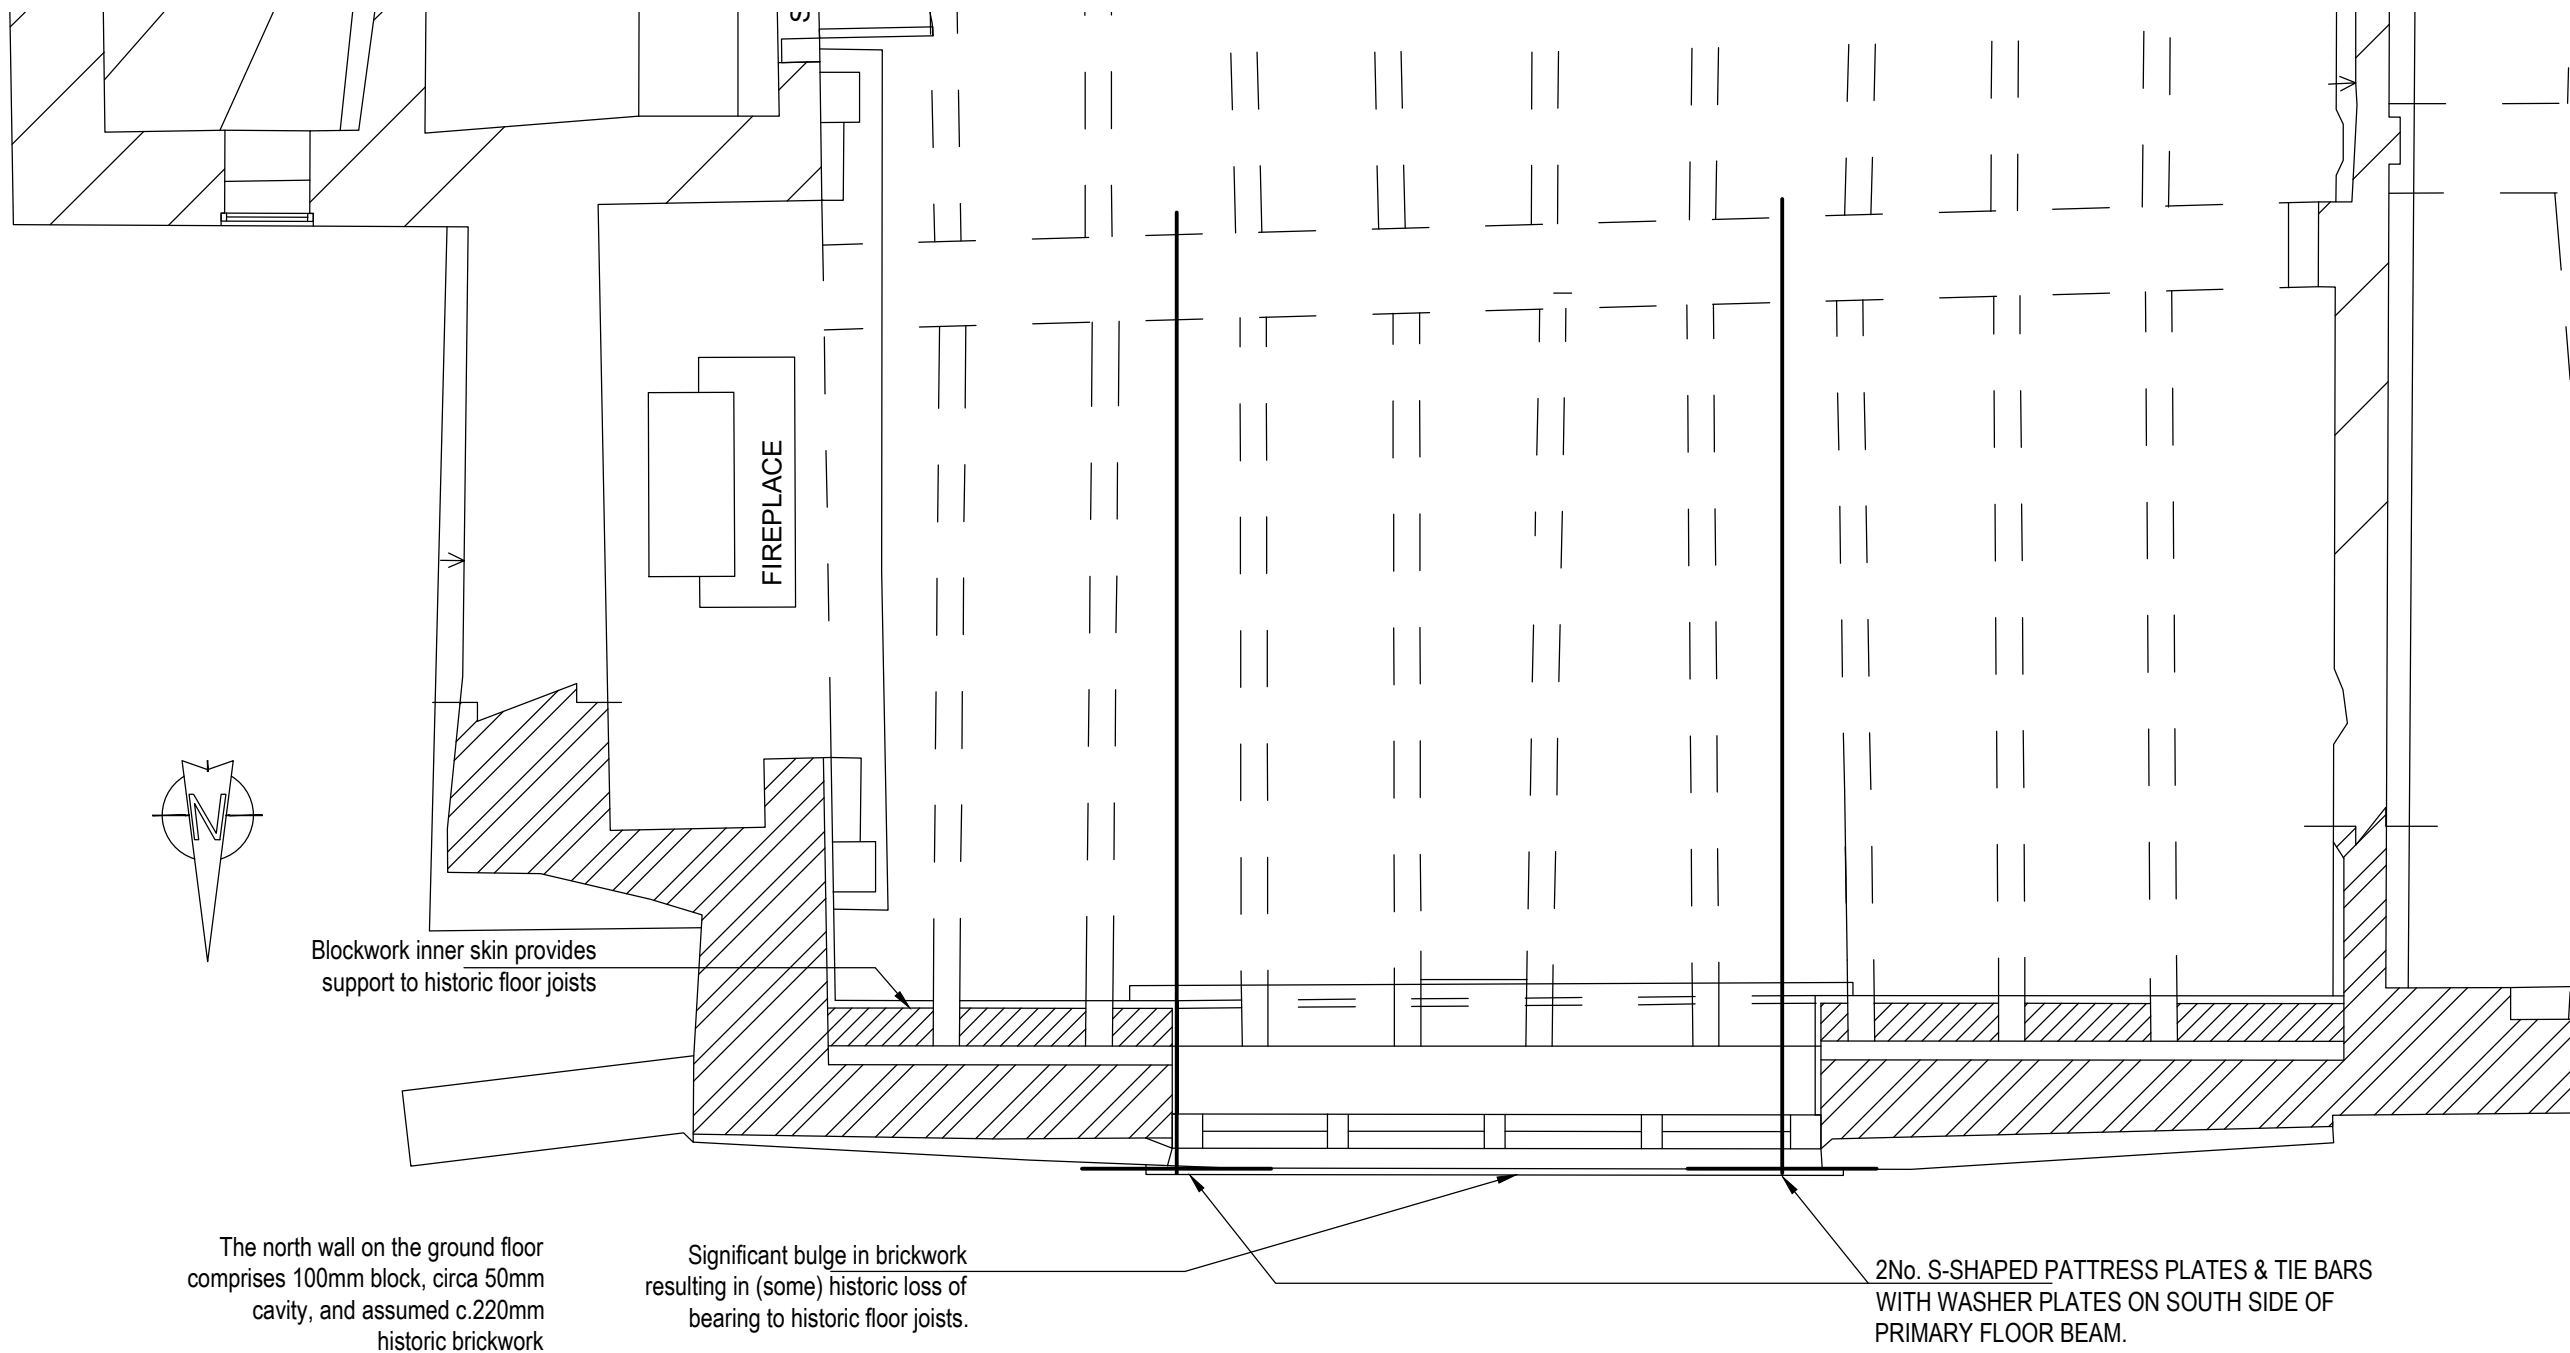 S
FIREPLACE
N
Blockwork inner skin provides
support to historic floor joists
The north wall on the ground floor
comprises 100mm block, circa 50mm
cavity, and assumed c.220mm
historic brickwork
Significant bulge in brickwork
resulting in (some) historic loss of
bearing to historic floor joists.
2No. S-SHAPED PATTRESS PLATES & TIE BARS
WITH WASHER PLATES ON SOUTH SIDE OF
PRIMARY FLOOR BEAM.